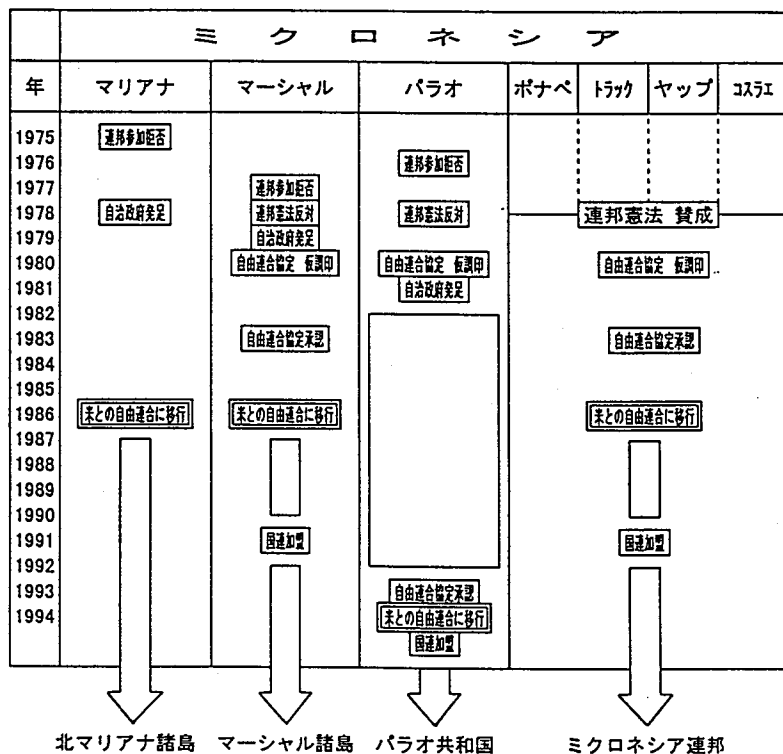 ミクロネシア
年 マリアナ マーシャル パラオ ポナペ トラック ヤップ コスラエ
1975 連邦参加拒否
1976 連邦参加拒否
1977 連邦参加拒否
1978 自治政府発足 連邦憲法反対 連邦憲法反対 連邦憲法 賛成
1979 自治政府発足
1980 自由連合協定 仮調印 自由連合協定 仮調印 自由連合協定 仮調印
1981 自治政府発足
1982
1983 自由連合協定承認 自由連合協定承認
1984
1985
1986 米との自由連合に移行 米との自由連合に移行 米との自由連合に移行
1987
1988
1989
1990
1991 国連加盟 国連加盟
1992
1993 自由連合協定承認
1994 米との自由連合に移行
国連加盟
北マリアナ諸島 マーシャル諸島 パラオ共和国 ミクロネシア連邦